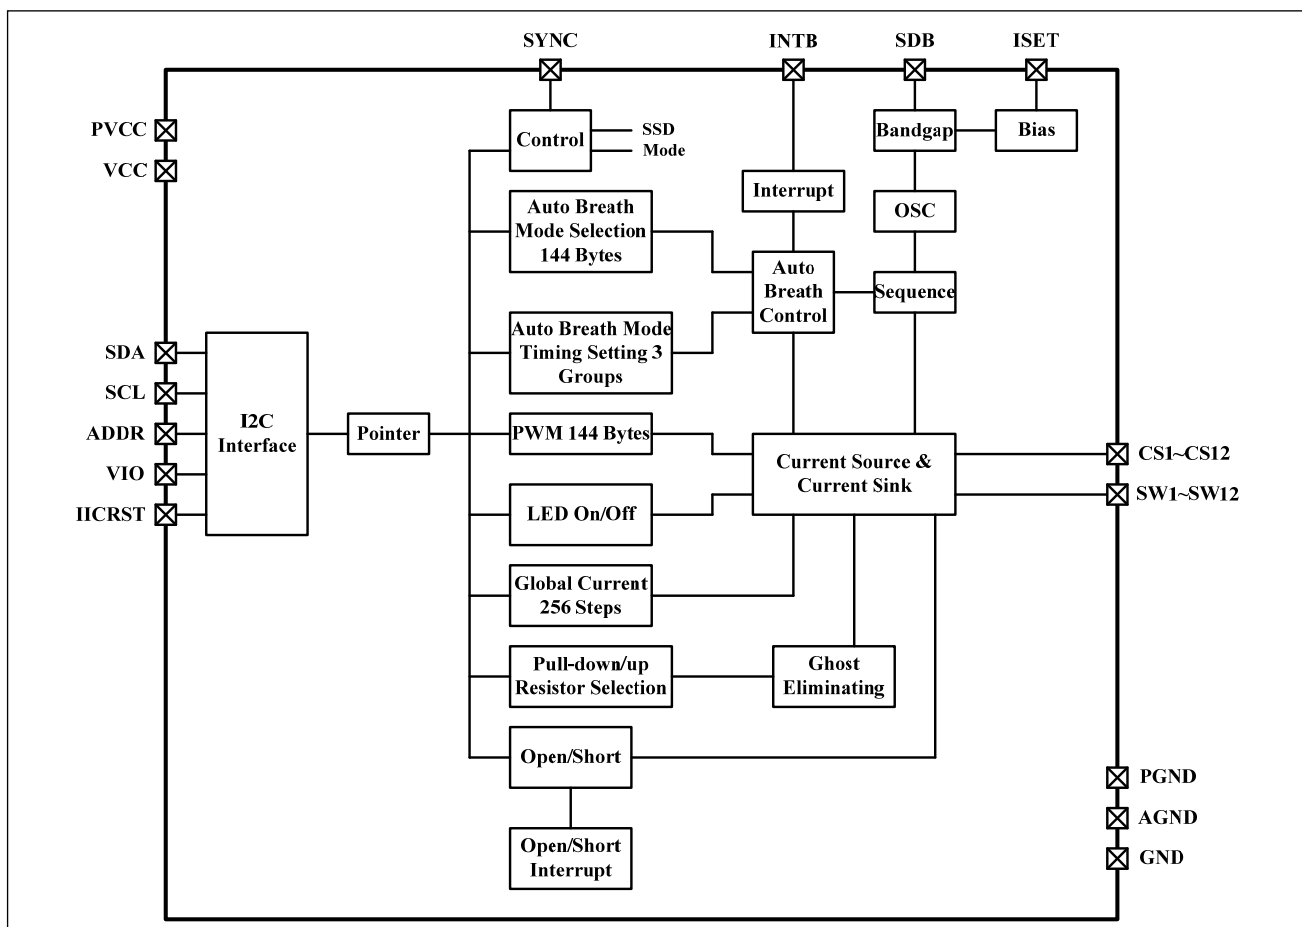 SYNC
INTB
SDB
ISET
PVCC
VCC
Control
SSD
Mode
Bandgap
Bias
Interrupt
Auto Breath
Mode Selection
144 Bytes
OSC
Auto
Breath
Control
Sequence
Auto Breath Mode
Timing Setting 3
Groups
SDA
SCL
ADDR
VIO
IICRST
I2C
Interface
Pointer
PWM 144 Bytes
Current Source &
Current Sink
CS1~CS12
SW1~SW12
LED On/Off
Global Current
256 Steps
Pull-down/up
Resistor Selection
Ghost
Eliminating
Open/Short
Open/Short
Interrupt
PGND
AGND
GND